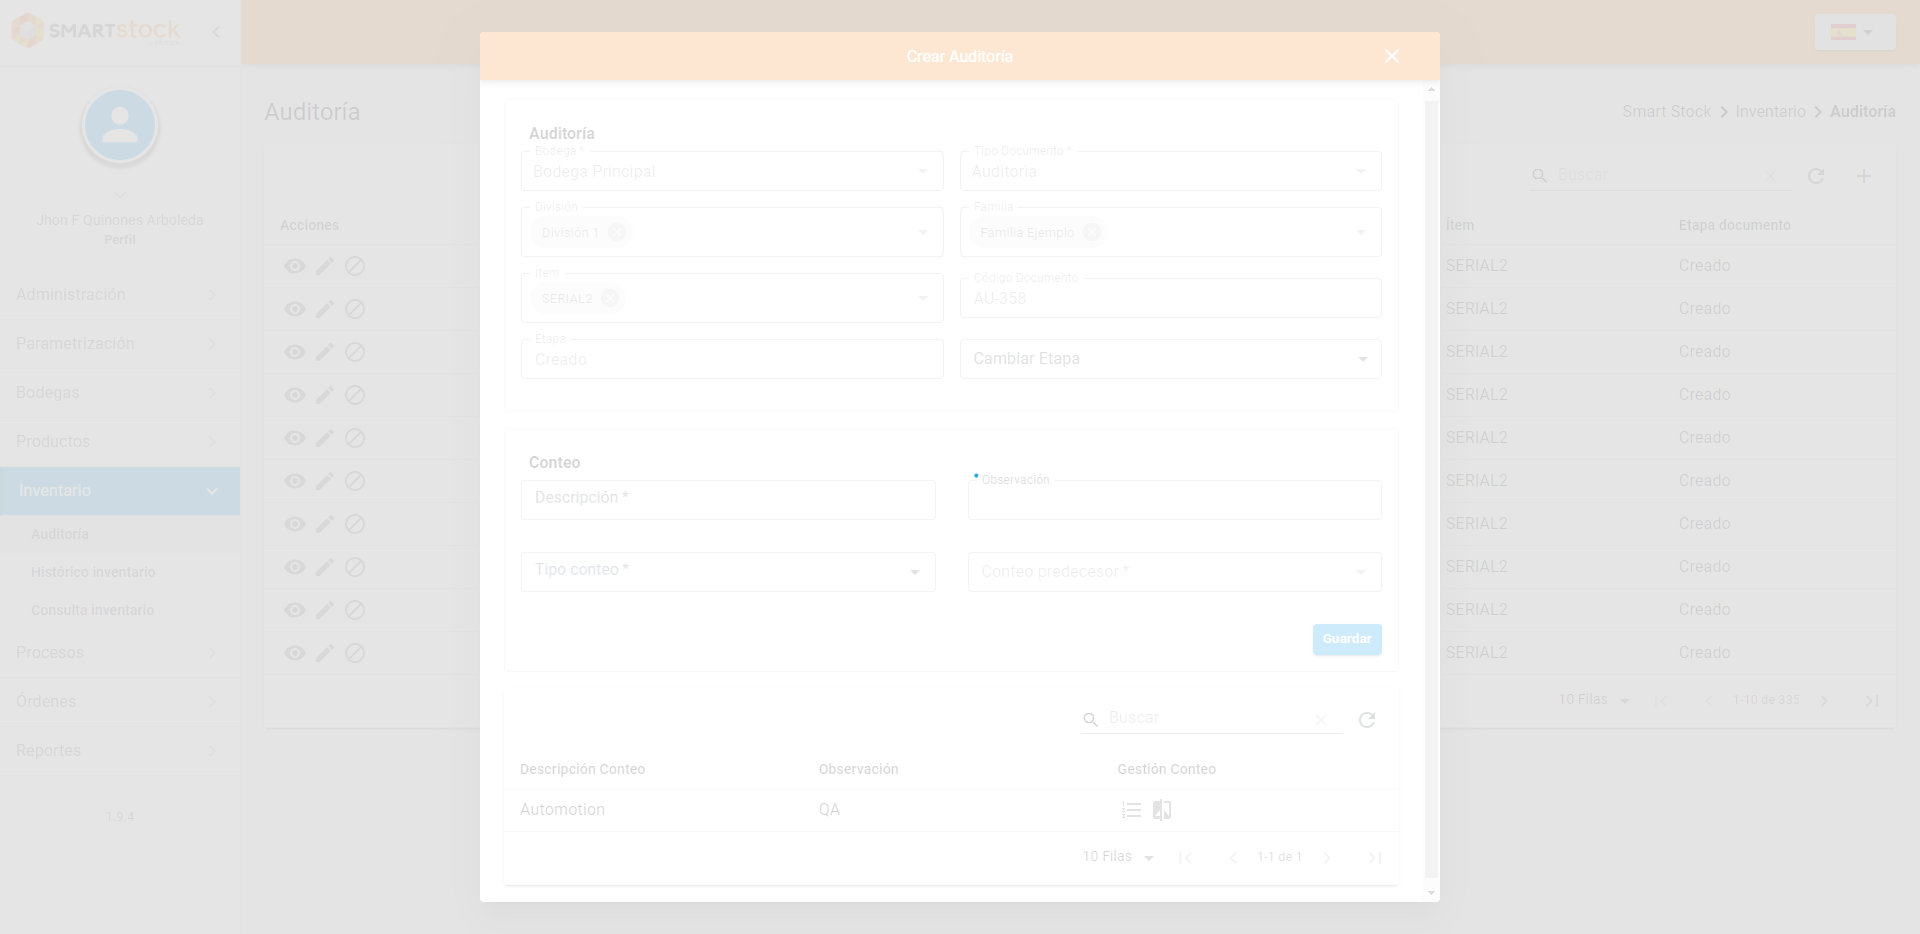 SMARTstock
Crear Auditoría
Auditoría
Smart Stock > Inventario > Auditoría
Jhon F Quinones Arboleda
Perfil
Administración
Parametrización
Bodegas
Productos
Inventario
Auditoría
Histórico inventario
Consulta inventario
Procesos
Órdenes
Reportes
1.9.4
Acciones
Auditoría
Bodega *
Bodega Principal
Tipo Documento *
Auditoria
División
División 1
Familia
Familia Ejemplo
Ítem
SERIAL2
Código Documento
AU-358
Etapa
Creado
Cambiar Etapa
Conteo
Descripción *
Observación
Tipo conteo *
Conteo predecesor *
Guardar
Buscar
Descripción Conteo Observación Gestión Conteo
Automotion QA
10 Filas 1-1 de 1
Buscar
Ítem Etapa documento
SERIAL2 Creado
SERIAL2 Creado
SERIAL2 Creado
SERIAL2 Creado
SERIAL2 Creado
SERIAL2 Creado
SERIAL2 Creado
SERIAL2 Creado
SERIAL2 Creado
SERIAL2 Creado
10 Filas 1-10 de 335